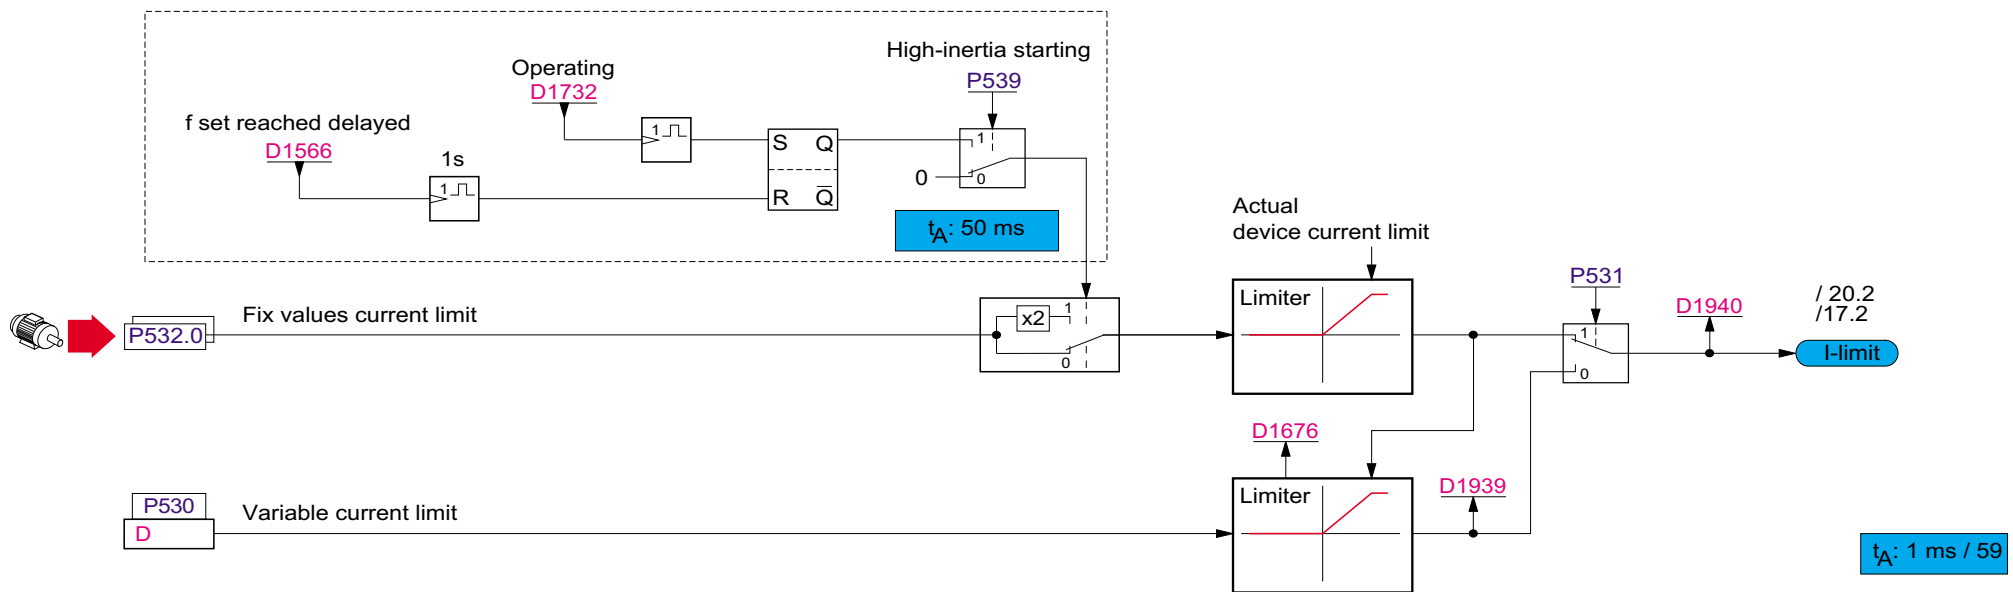 High-inertia starting
P539
Operating
D1732
f set reached delayed
D1566
1s
1
1
S Q
R Q̅
1
0
0
tA: 50 ms
Actual
device current limit
P532.0
Fix values current limit
x2
1
0
Limiter
P531
1
0
D1940
/ 20.2
/17.2
I-limit
D1676
P530
D
Variable current limit
Limiter
D1939
tA: 1 ms / 59